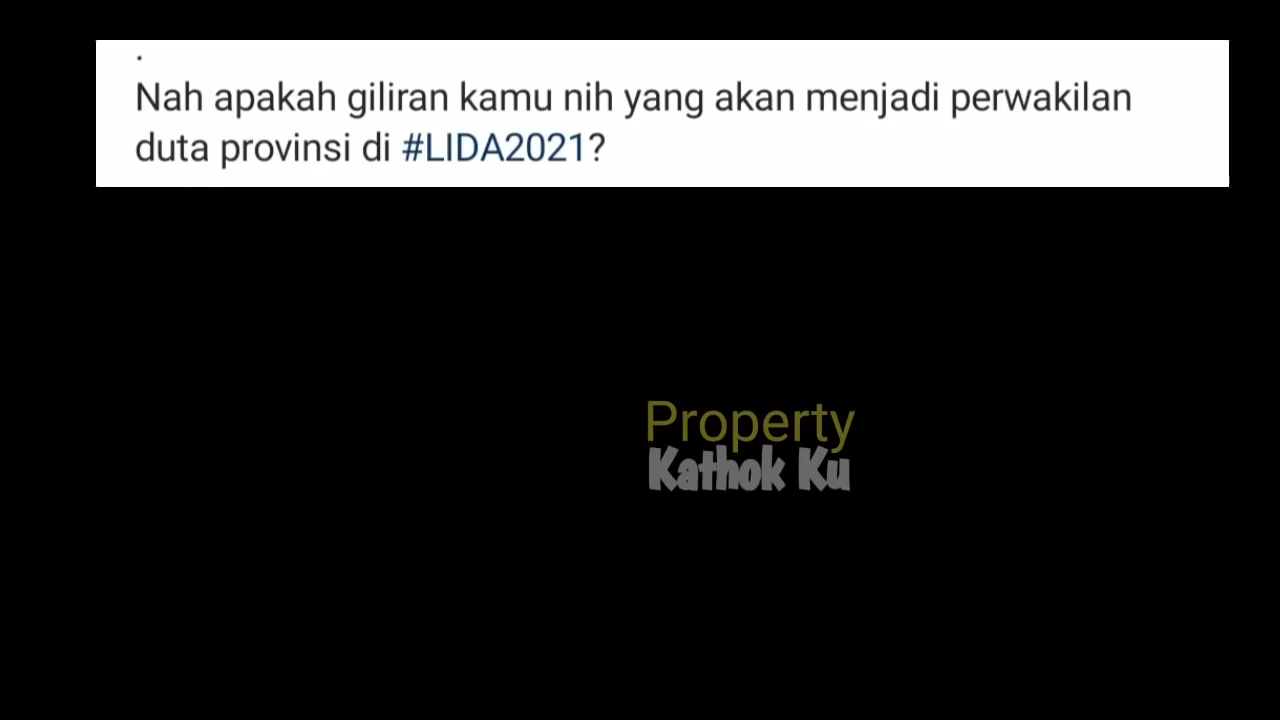 .
Nah apakah giliran kamu nih yang akan menjadi perwakilan
duta provinsi di #LIDA2021?
Property
Kathok Ku